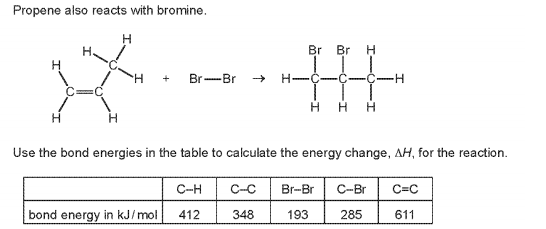 Propene also reacts with bromine.
H
H
Br Br H
H C
H + Br—Br → H—C—C—C—H
C=C
H H H H H
Use the bond energies in the table to calculate the energy change, ΔH, for the reaction.
C–H C–C Br–Br C–Br C=C
bond energy in kJ/mol 412 348 193 285 611